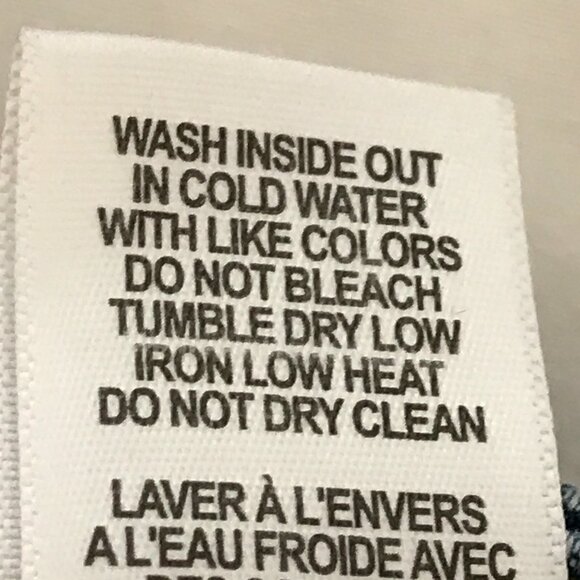 WASH INSIDE OUT
IN COLD WATER
WITH LIKE COLORS
DO NOT BLEACH
TUMBLE DRY LOW
IRON LOW HEAT
DO NOT DRY CLEAN
LAVER À L'ENVERS
A L'EAU FROIDE AVEC